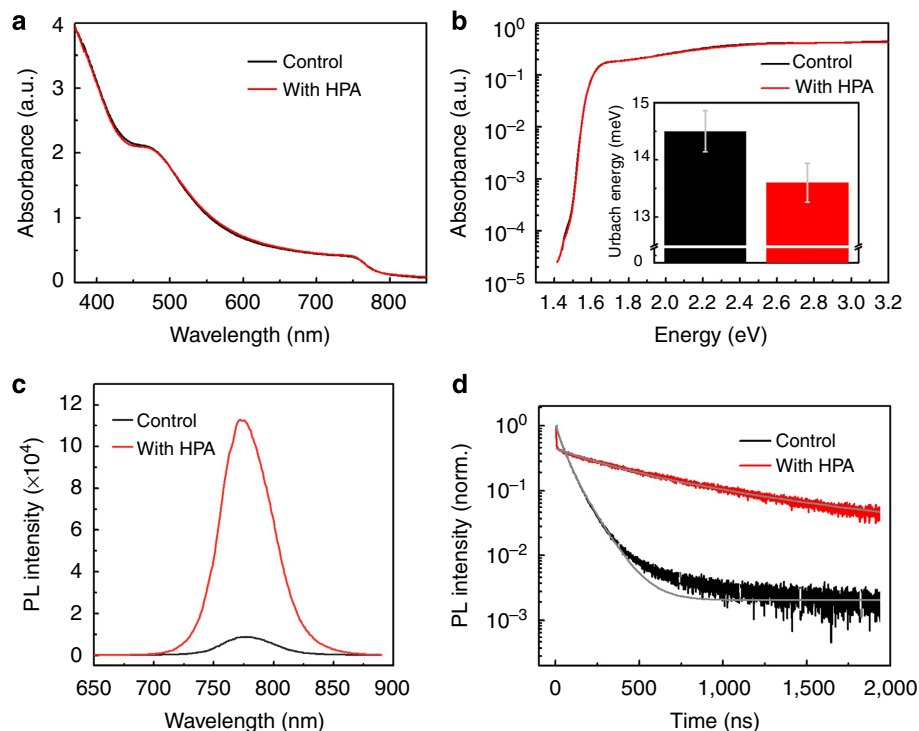 a
Absorbance (a.u.)
4
3
2
1
0
400
500
600
700
800
Wavelength (nm)
Control
With HPA
b
Absorbance (a.u.)
10⁰
10⁻¹
10⁻²
10⁻³
10⁻⁴
10⁻⁵
1.4
1.6
1.8
2.0
2.2
2.4
2.6
2.8
3.0
3.2
Energy (eV)
Control
With HPA
Urbach energy (meV)
15
14
13
0
c
PL intensity (×10⁴)
12
10
8
6
4
2
0
650
700
750
800
850
900
Wavelength (nm)
Control
With HPA
d
PL intensity (norm.)
10⁰
10⁻¹
10⁻²
10⁻³
0
500
1,000
1,500
2,000
Time (ns)
Control
With HPA